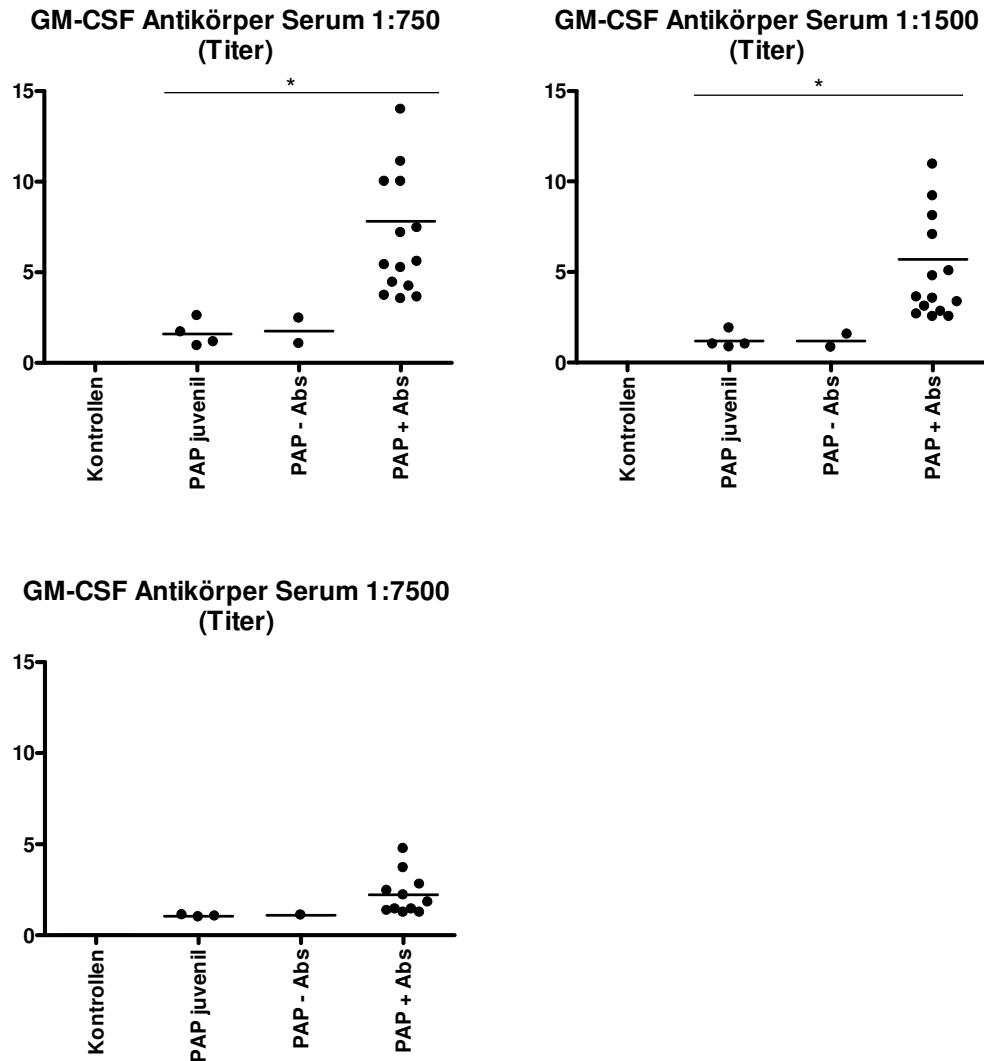 GM-CSF Antikörper Serum 1:750
(Titer)
*
15
10
5
0
Kontrollen
PAP juvenil
PAP - Abs
PAP + Abs
GM-CSF Antikörper Serum 1:1500
(Titer)
*
15
10
5
0
Kontrollen
PAP juvenil
PAP - Abs
PAP + Abs
GM-CSF Antikörper Serum 1:7500
(Titer)
15
10
5
0
Kontrollen
PAP juvenil
PAP - Abs
PAP + Abs